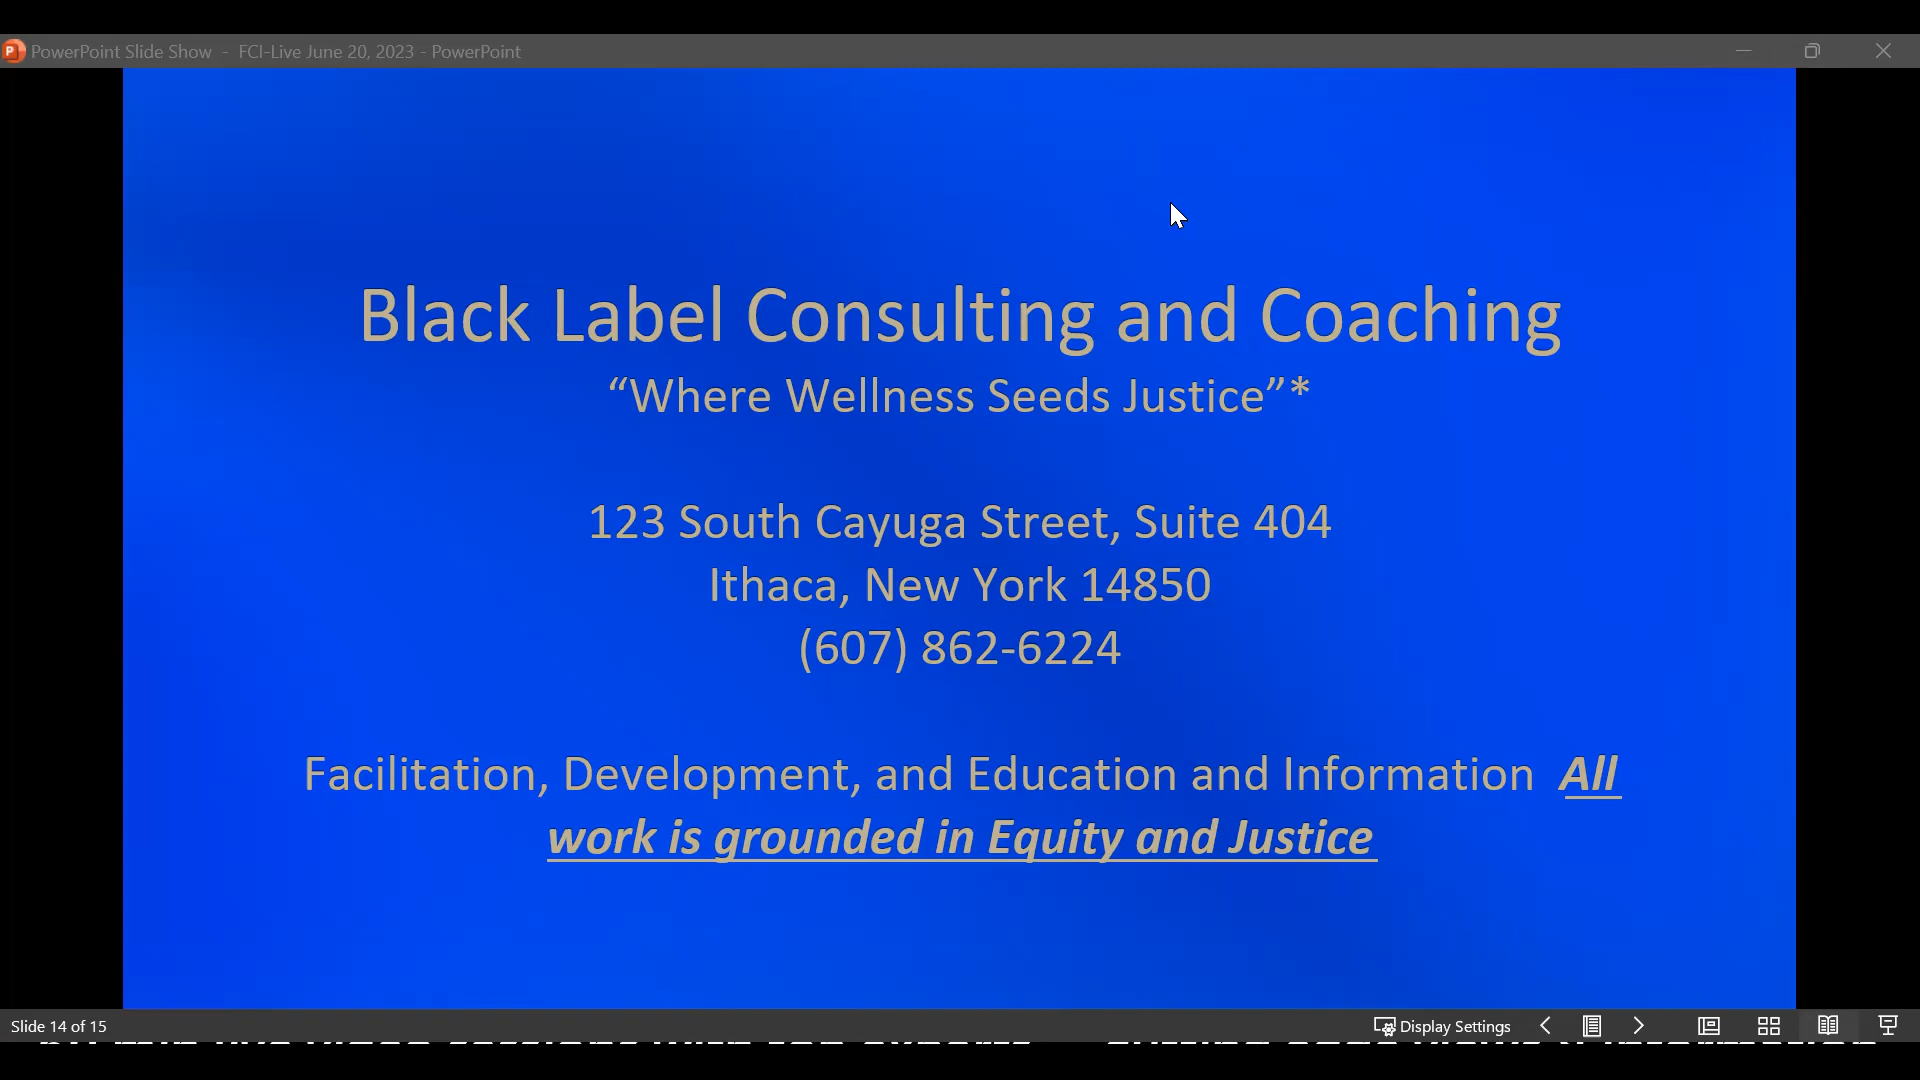 PowerPoint Slide Show - FCI-Live June 20, 2023 - PowerPoint
Black Label Consulting and Coaching
“Where Wellness Seeds Justice”*
123 South Cayuga Street, Suite 404
Ithaca, New York 14850
(607) 862-6224
Facilitation, Development, and Education and Information All
work is grounded in Equity and Justice
Slide 14 of 15
Display Settings